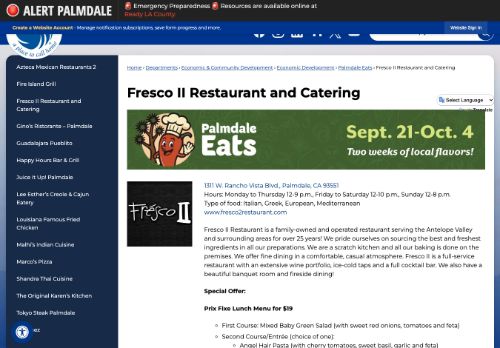 ALERT PALMDALE
🚨 Emergency Preparedness 🚨 Resources are available online at
Ready LA County.
Create a Website Account - Manage notification subscriptions, save form progress and more.
Website Sign In
a place to call home
Azteca Mexican Restaurants 2
Fire Island Grill
Fresco II Restaurant and
Catering
Gino's Ristorante - Palmdale
Guadalajara Pueblito
Happy Hours Bar & Grill
Juice It Up! Palmdale
Lee Esther's Creole & Cajun
Eatery
Louisiana Famous Fried
Chicken
Malhi's Indian Cuisine
Marco's Pizza
Shandra Thai Cuisine
The Original Karen's Kitchen
Tokyo Steak Palmdale
Home › Departments › Economic & Community Development › Economic Development › Palmdale Eats › Fresco II Restaurant and Catering
Fresco II Restaurant and Catering
Select Language
Translate
Palmdale
Eats
Sept. 21-Oct. 4
Two weeks of local flavors!
Fresco II
1311 W. Rancho Vista Blvd., Palmdale, CA 93551
Hours: Monday to Thursday 12-9 p.m., Friday to Saturday 12-10 p.m., Sunday 12-8 p.m.
Type of food: Italian, Greek, European, Mediterranean
www.fresco2restaurant.com
Fresco II Restaurant is a family-owned and operated restaurant serving the Antelope Valley
and surrounding areas for over 25 years! We pride ourselves on sourcing the best and freshest
ingredients in all our preparations. We are a scratch kitchen and all our baking is done on the
premises. We offer fine dining in a comfortable, casual atmosphere. Fresco II is a full-service
restaurant with an extensive wine portfolio, ice-cold taps and a full cocktail bar. We also have a
beautiful banquet room and fireside dining!
Special Offer:
Prix Fixe Lunch Menu for $19
First Course: Mixed Baby Green Salad (with sweet red onions, tomatoes and feta)
Second Course/Entrée (choice of one):
Angel Hair Pasta (with cherry tomatoes, sweet basil, garlic and feta)